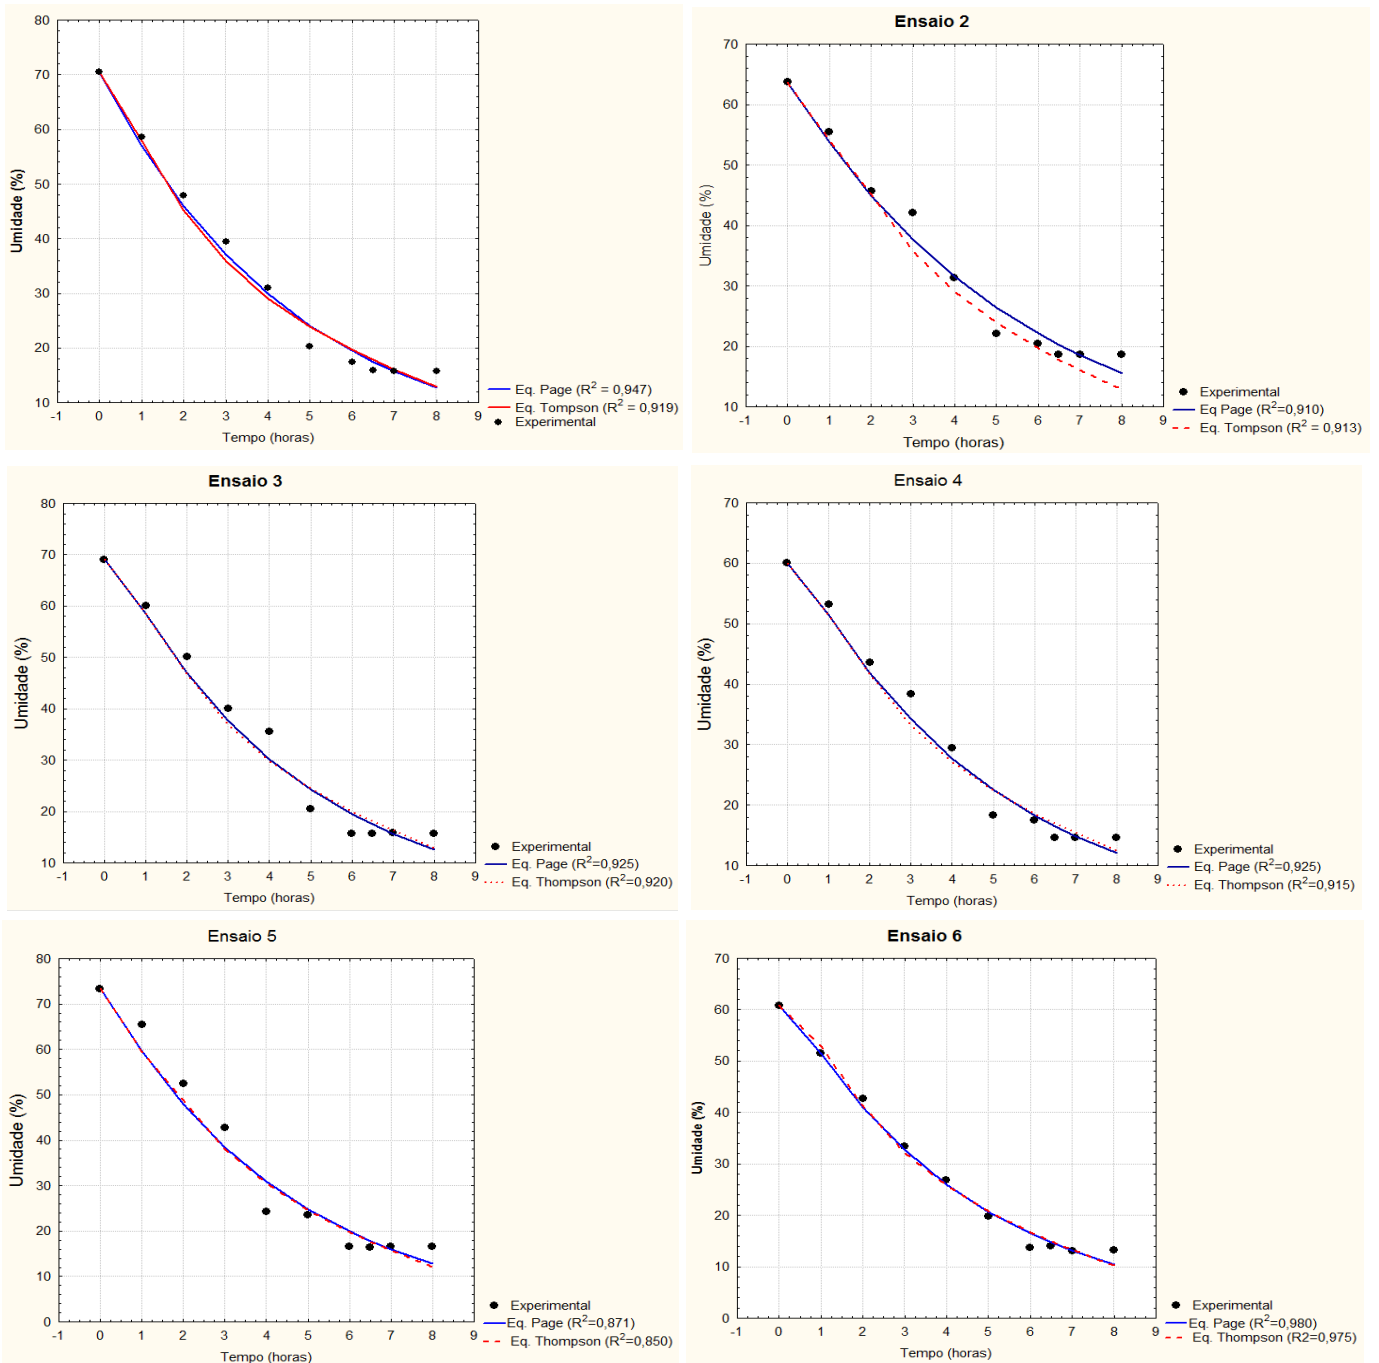 80
70
60
50
40
30
20
10
Umidade (%)
-1 0 1 2 3 4 5 6 7 8 9
Tempo (horas)
Eq. Page (R² = 0,947)
Eq. Tompson (R² = 0,919)
Experimental
Ensaio 2
70
60
50
40
30
20
10
Umidade (%)
-1 0 1 2 3 4 5 6 7 8 9
Tempo (horas)
Experimental
Eq Page (R²=0,910)
Eq. Tompson (R² = 0,913)
Ensaio 3
80
70
60
50
40
30
20
10
Umidade (%)
-1 0 1 2 3 4 5 6 7 8 9
Tempo (horas)
Experimental
Eq. Page (R²=0,925)
Eq. Thompson (R²=0,920)
Ensaio 4
70
60
50
40
30
20
10
Umidade (%)
-1 0 1 2 3 4 5 6 7 8 9
Tempo (horas)
Experimental
Eq. Page (R²=0,925)
Eq. Thompson (R²=0,915)
Ensaio 5
80
70
60
50
40
30
20
10
0
Umidade (%)
-1 0 1 2 3 4 5 6 7 8 9
Tempo (horas)
Experimental
Eq. Page (R²=0,871)
Eq. Thompson (R²=0,850)
Ensaio 6
70
60
50
40
30
20
10
0
Umidade (%)
-1 0 1 2 3 4 5 6 7 8 9
Tempo (horas)
Experimental
Eq. Page (R²=0,980)
Eq. Thompson (R2=0,975)